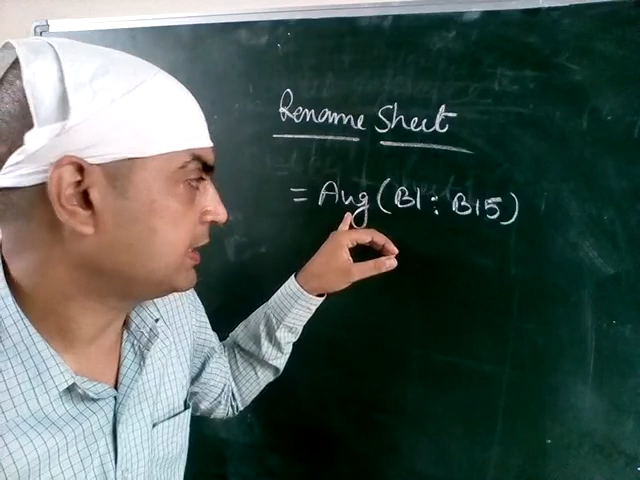 Rename Sheet
= Avg (B1 : B15)